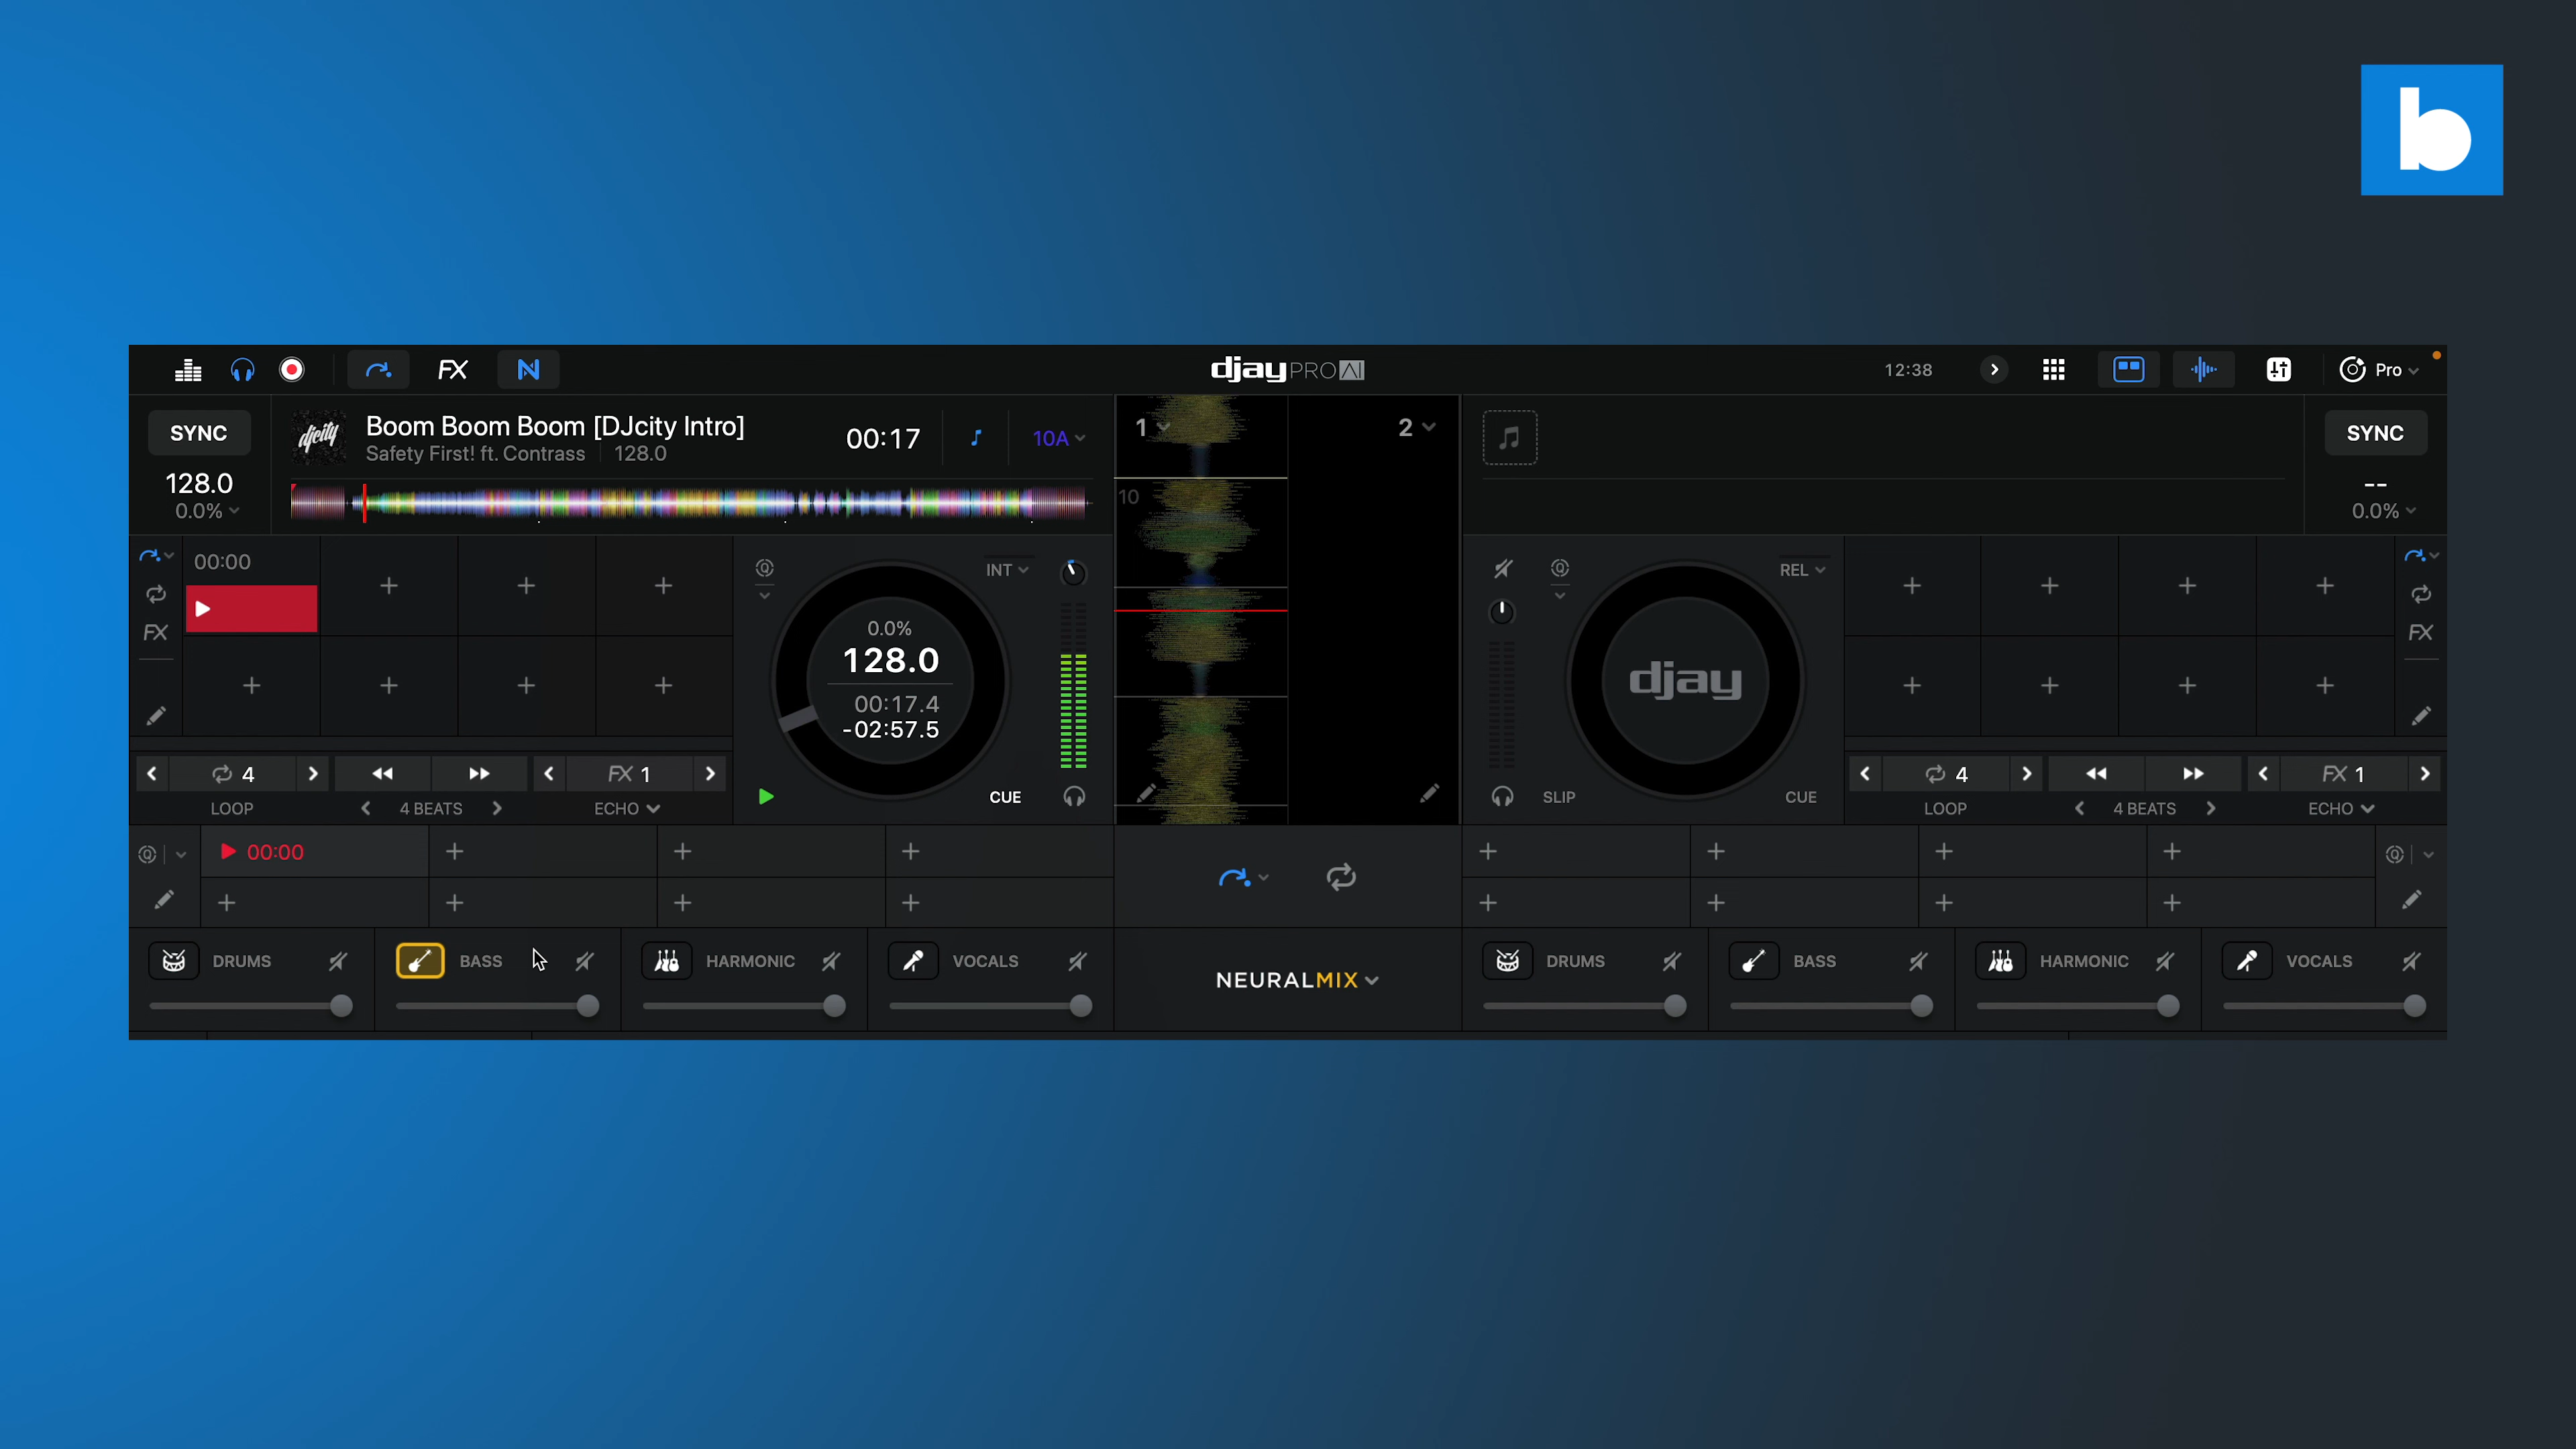 b
FX
djay PRO AI
12:38
Pro
SYNC
128.0
0.0%
djcity
Boom Boom Boom [DJcity Intro]
Safety First! ft. Contrass
128.0
00:17
10A
1
2
10
SYNC
--
0.0%
00:00
FX
INT
0.0%
128.0
00:17.4
-02:57.5
CUE
REL
djay
SLIP
CUE
FX
4
FX 1
LOOP
4 BEATS
ECHO
4
FX 1
LOOP
4 BEATS
ECHO
00:00
DRUMS
BASS
HARMONIC
VOCALS
NEURALMIX
DRUMS
BASS
HARMONIC
VOCALS